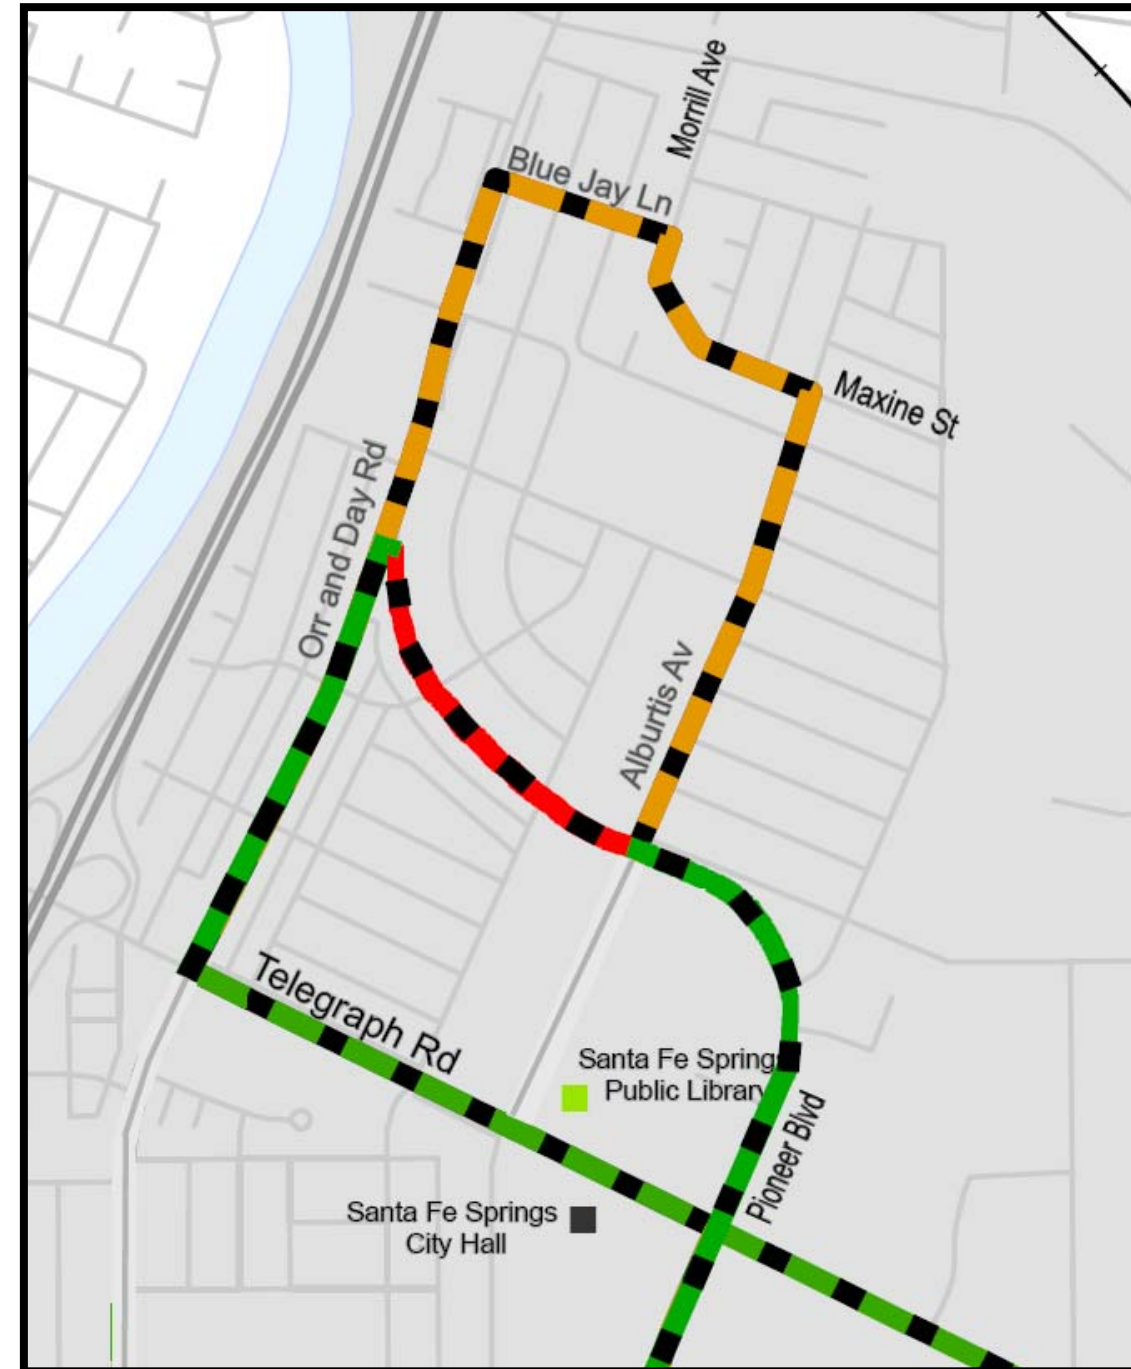 Morrill Ave
Blue Jay Ln
Maxine St
Orr and Day Rd
Alburtis Av
Telegraph Rd
Santa Fe Springs
Public Library
Pioneer Blvd
Santa Fe Springs
City Hall